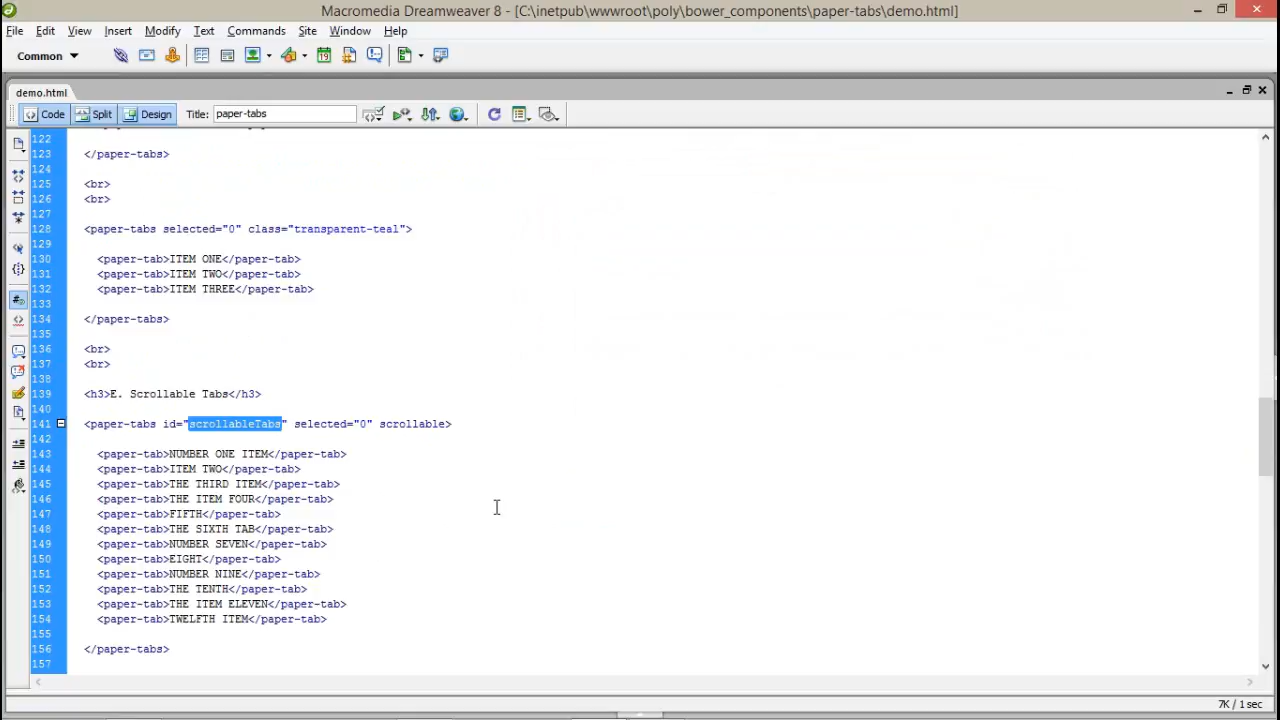 Macromedia Dreamweaver 8 - [C:\inetpub\wwwroot\poly\bower_components\paper-tabs\demo.html]
File Edit View Insert Modify Text Commands Site Window Help
Common
demo.html
Code Split Design Title: paper-tabs
122
123 </paper-tabs>
124
125 <br>
126 <br>
127
128 <paper-tabs selected="0" class="transparent-teal">
129
130 <paper-tab>ITEM ONE</paper-tab>
131 <paper-tab>ITEM TWO</paper-tab>
132 <paper-tab>ITEM THREE</paper-tab>
133
134 </paper-tabs>
135
136 <br>
137 <br>
138
139 <h3>E. Scrollable Tabs</h3>
140
141 <paper-tabs id="scrollableTabs" selected="0" scrollable>
142
143 <paper-tab>NUMBER ONE ITEM</paper-tab>
144 <paper-tab>ITEM TWO</paper-tab>
145 <paper-tab>THE THIRD ITEM</paper-tab>
146 <paper-tab>THE ITEM FOUR</paper-tab>
147 <paper-tab>FIFTH</paper-tab>
148 <paper-tab>THE SIXTH TAB</paper-tab>
149 <paper-tab>NUMBER SEVEN</paper-tab>
150 <paper-tab>EIGHT</paper-tab>
151 <paper-tab>NUMBER NINE</paper-tab>
152 <paper-tab>THE TENTH</paper-tab>
153 <paper-tab>THE ITEM ELEVEN</paper-tab>
154 <paper-tab>TWELFTH ITEM</paper-tab>
155
156 </paper-tabs>
157
7K / 1 sec